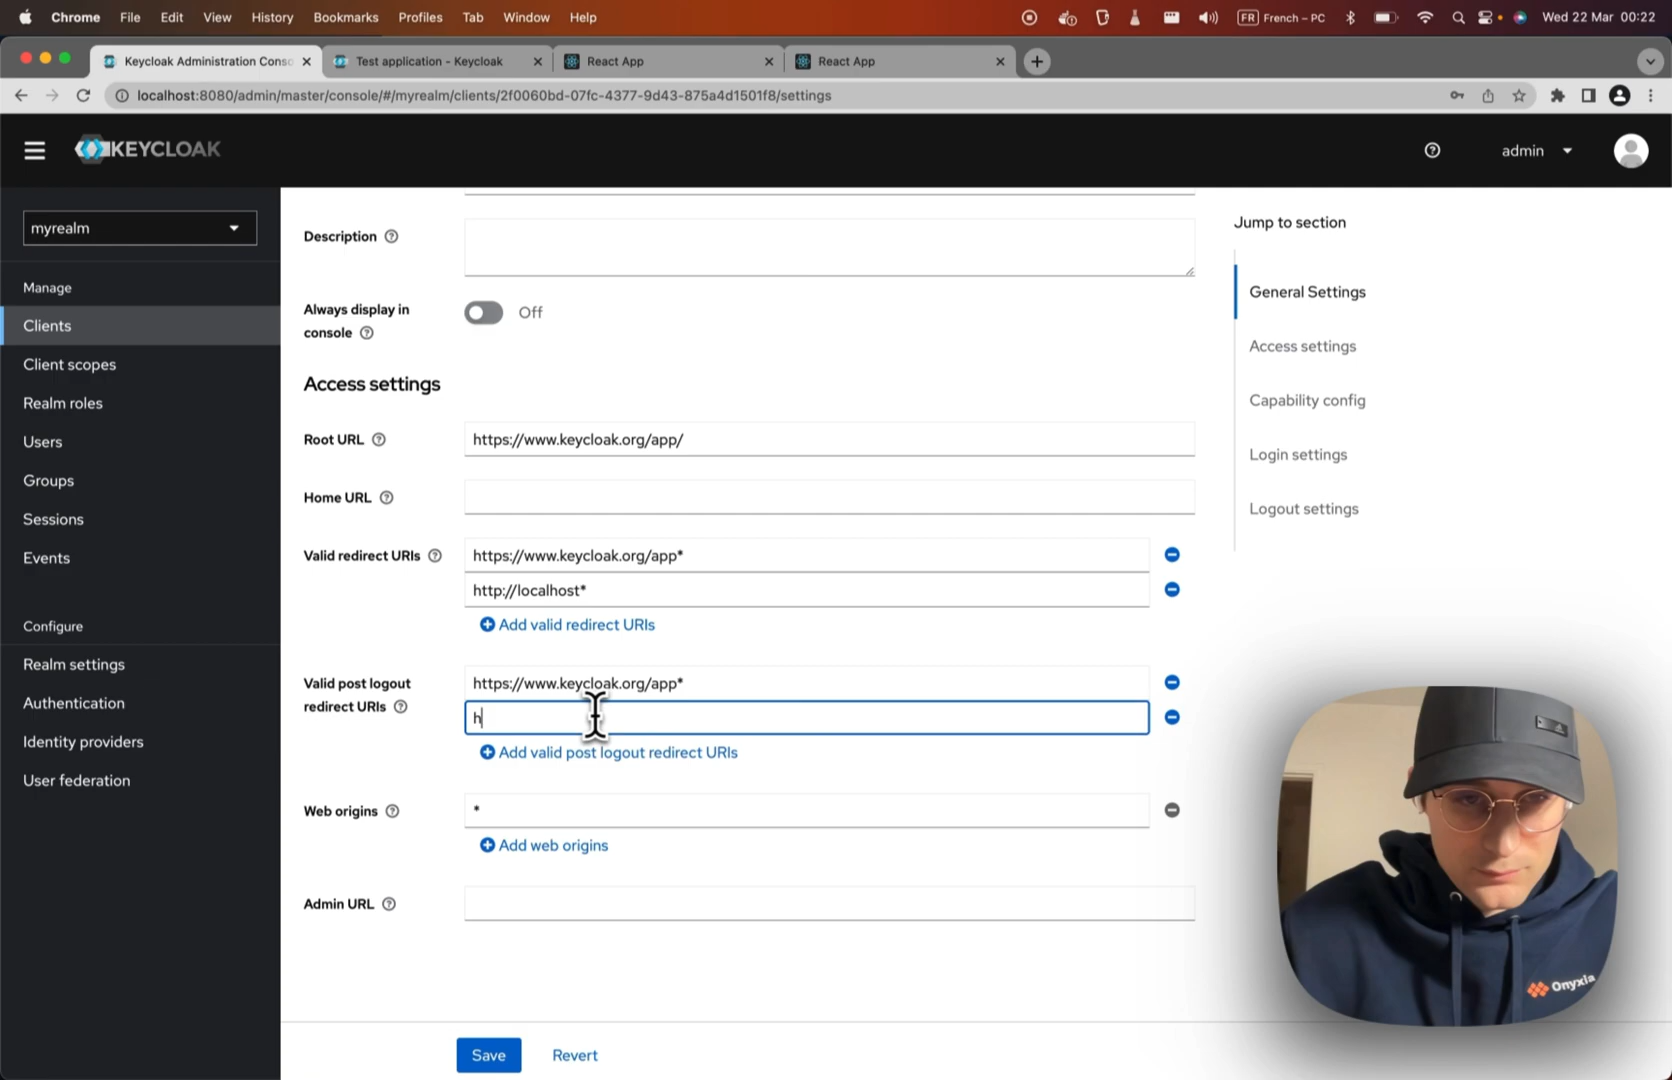 Chrome File Edit View History Bookmarks Profiles Tab Window Help FR French – PC Wed 22 Mar 00:22
Keycloak Administration Conso Test application - Keycloak React App React App
localhost:8080/admin/master/console/#/myrealm/clients/2f0060bd-07fc-4377-9d43-875a4d1501f8/settings
KEYCLOAK admin
myrealm
Manage
Clients
Client scopes
Realm roles
Users
Groups
Sessions
Events
Configure
Realm settings
Authentication
Identity providers
User federation
Description
Always display in
console
Off
Access settings
Root URL https://www.keycloak.org/app/
Home URL
Valid redirect URIs https://www.keycloak.org/app*
http://localhost*
Add valid redirect URIs
Valid post logout
redirect URIs
https://www.keycloak.org/app*
h
Add valid post logout redirect URIs
Web origins *
Add web origins
Admin URL
Save Revert
Jump to section
General Settings
Access settings
Capability config
Login settings
Logout settings
Onyxia